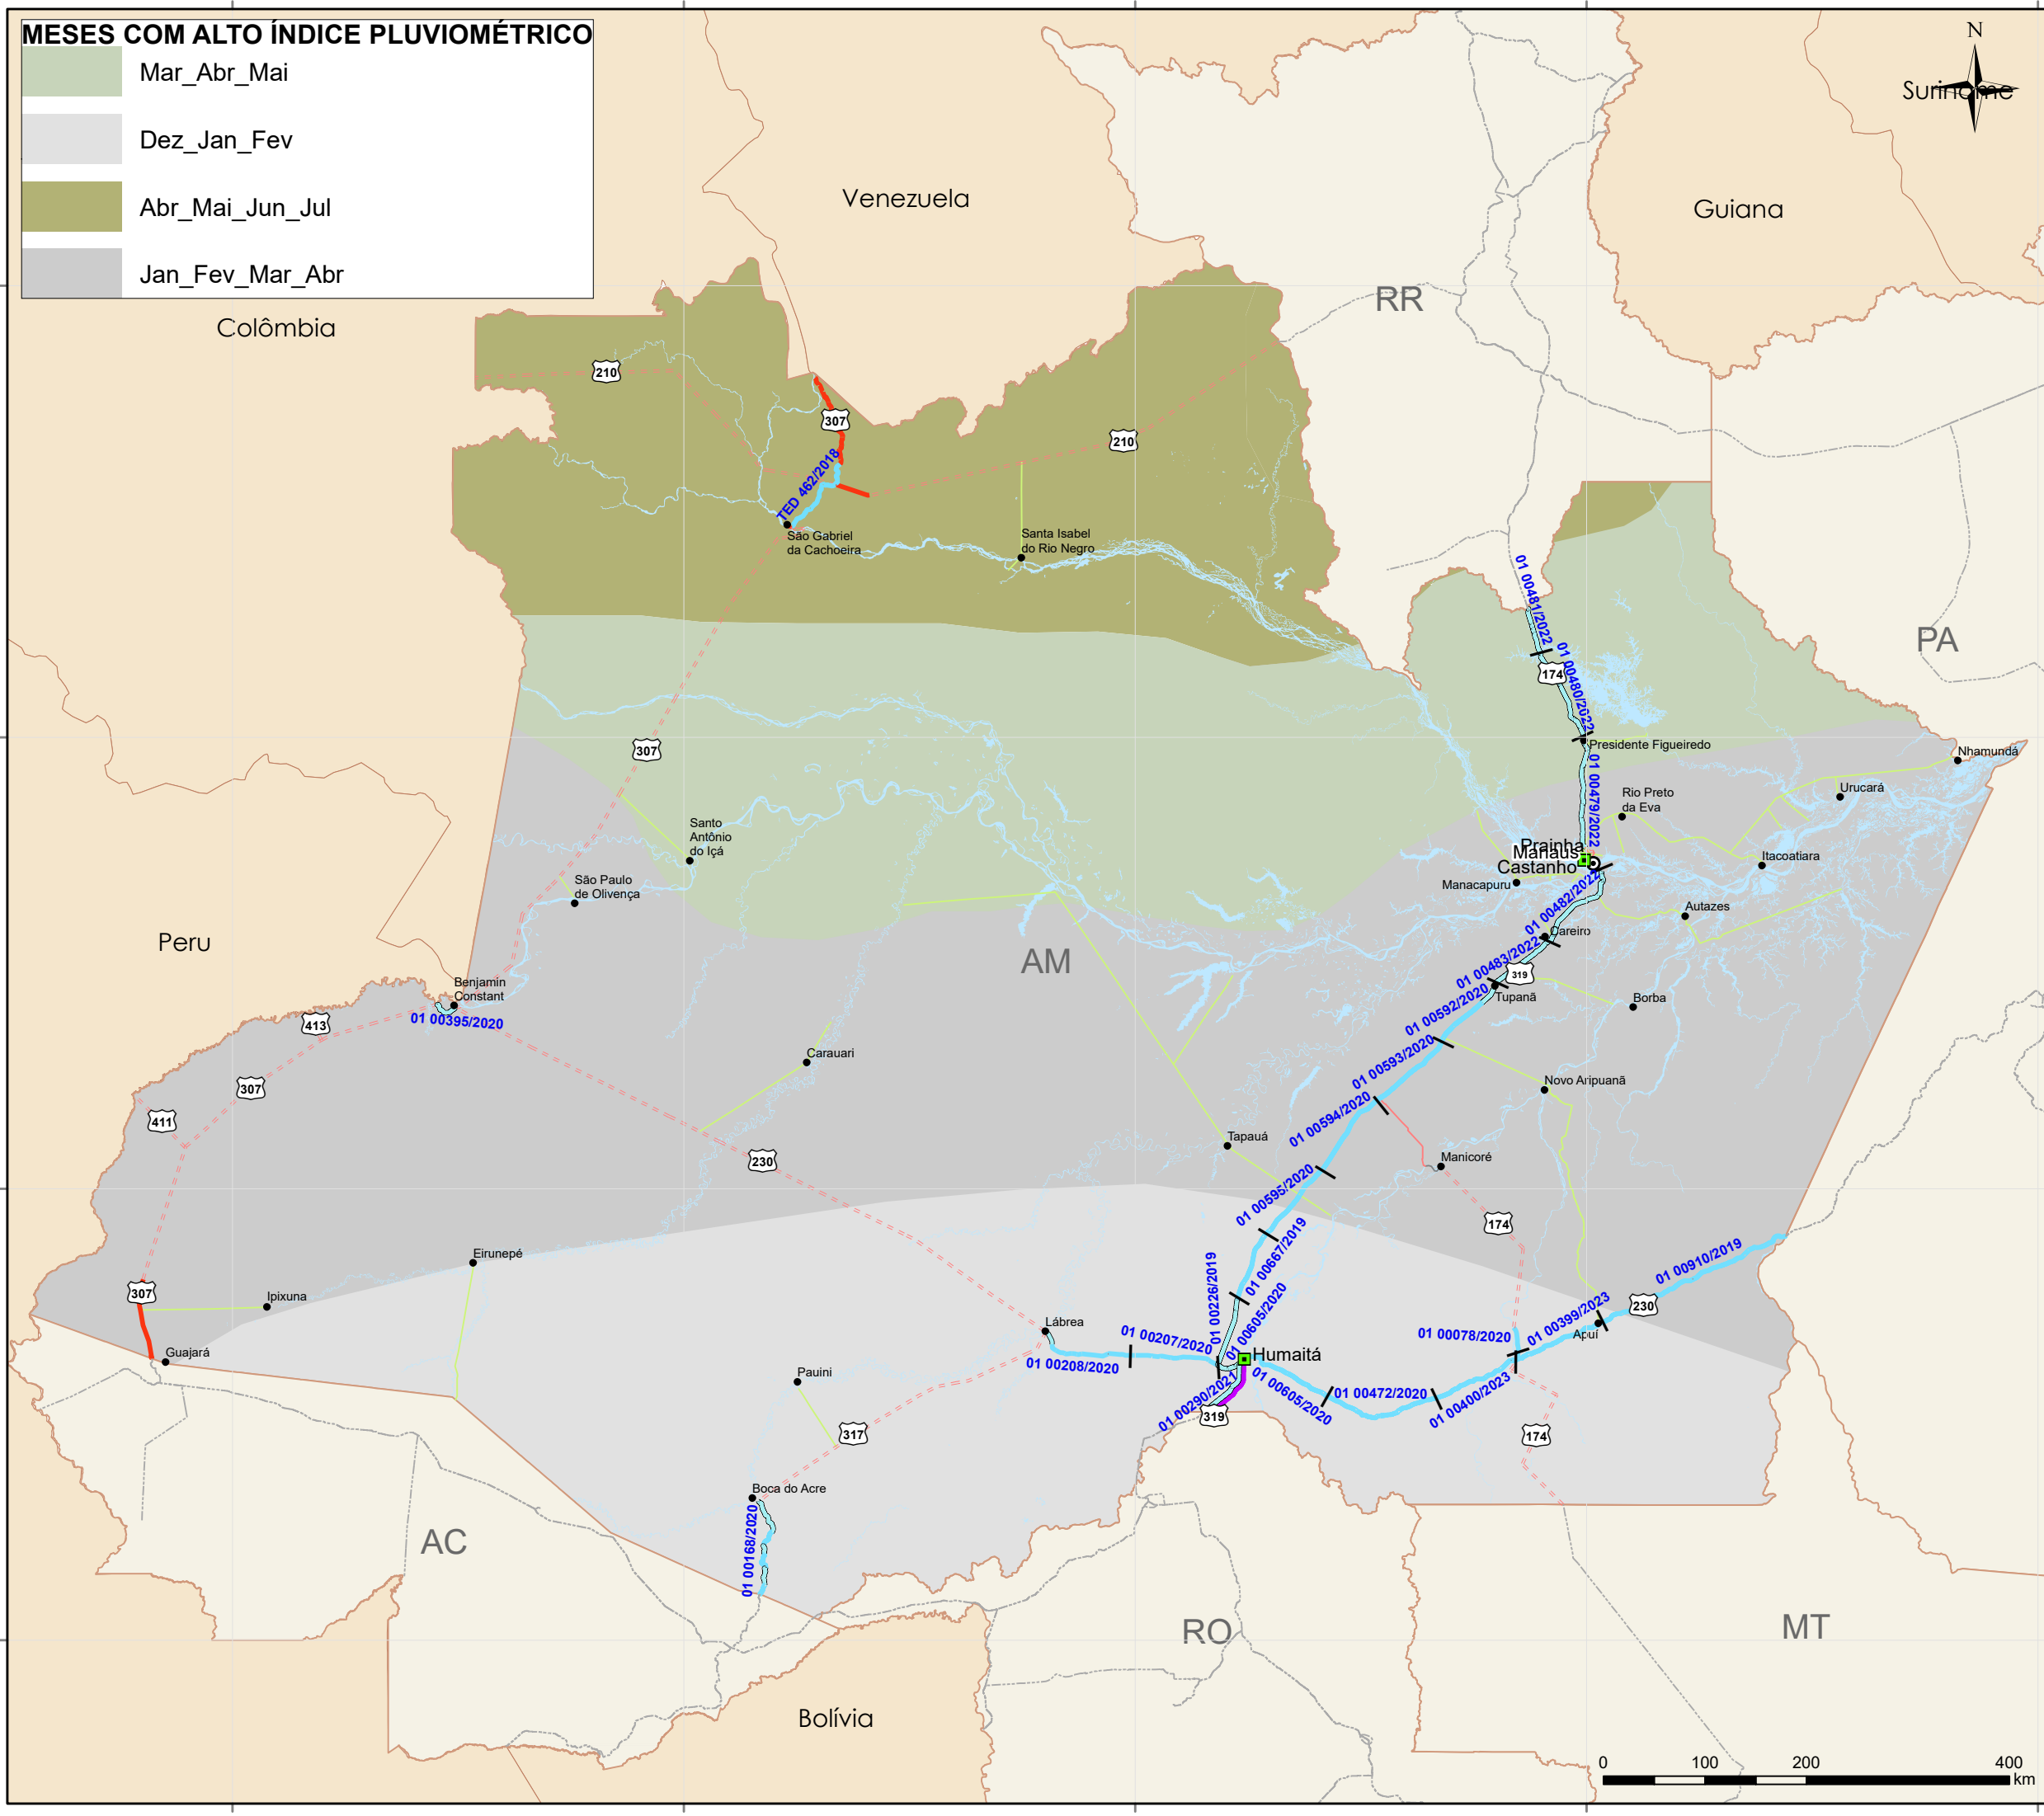 MESES COM ALTO ÍNDICE PLUVIOMÉTRICO
Mar_Abr_Mai
Dez_Jan_Fev
Abr_Mai_Jun_Jul
Jan_Fev_Mar_Abr
N
Suriname
Venezuela
Guiana
Colômbia
RR
210
307
210
TED 462/2018
São Gabriel
da Cachoeira
Santa Isabel
do Rio Negro
01 00481/2022
PA
174
01 00480/2022
307
Presidente Figueiredo
Nhamundá
01 00479/2022
Urucará
Rio Preto
da Eva
Santo
Antônio
do Içá
Prainha
Manaus
Castanho
Itacoatiara
Manacapuru
São Paulo
de Olivença
01 00482/2022
Autazes
Careiro
Peru
AM
01 00483/2022
319
Benjamin
Constant
Tupanã
Borba
01 00395/2020
413
01 00592/2020
Carauari
01 00593/2020
307
Novo Aripuanã
411
01 00594/2020
Tapauá
230
Manicoré
01 00595/2020
174
Eirunepé
01 00667/2019
01 00910/2019
307
Ipixuna
01 00226/2019
230
01 00605/2020
Lábrea
01 00399/2023
01 00078/2020
Apuí
01 00207/2020
Guajará
Humaitá
01 00208/2020
Pauini
01 00290/2021
01 00605/2020
01 00472/2020
01 00400/2023
319
317
174
Boca do Acre
01 00168/2020
AC
RO
MT
Bolívia
0 100 200 400
km